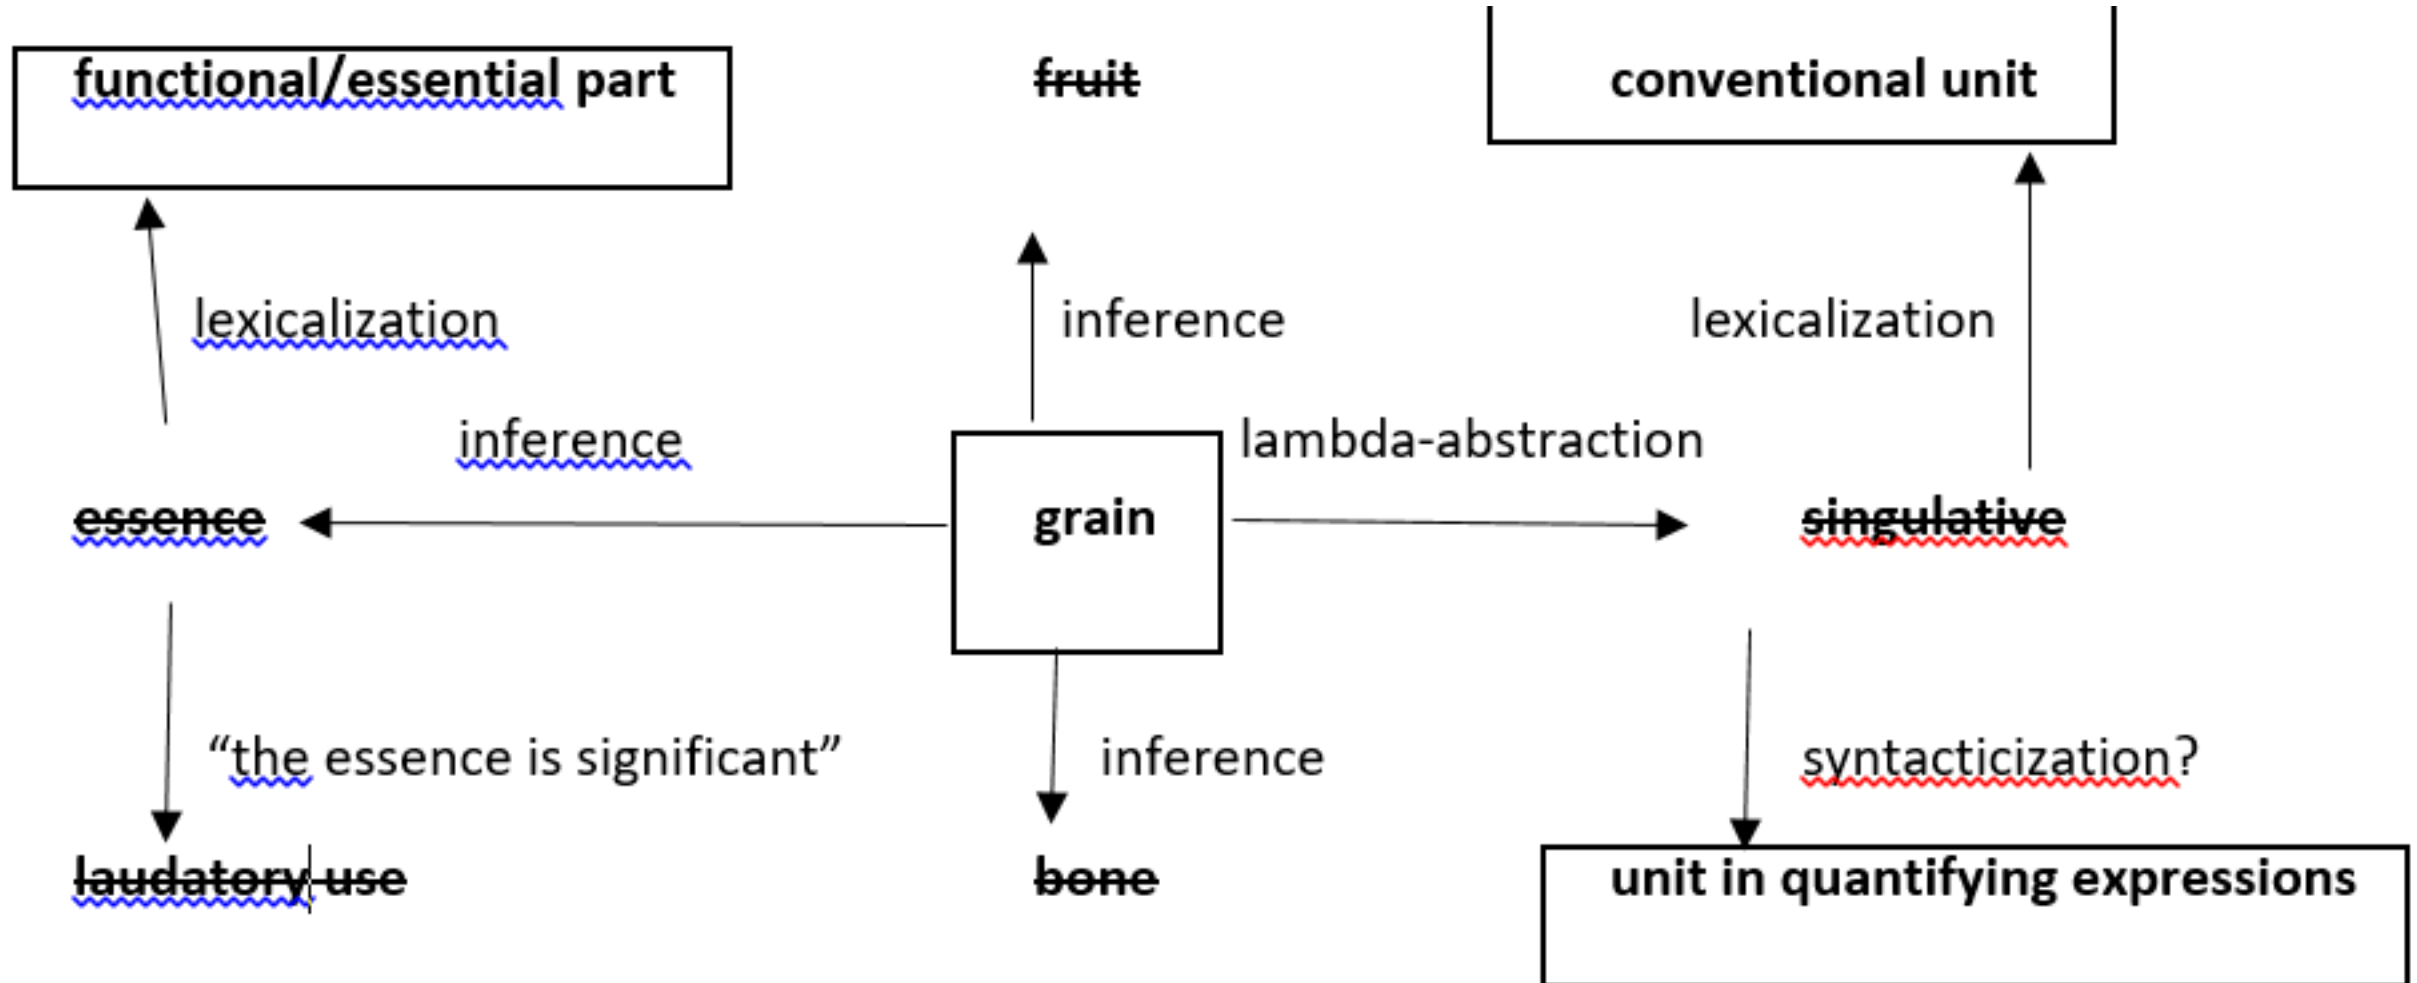 functional/essential part
fruit
conventional unit
lexicalization
inference
lexicalization
inference
lambda-abstraction
essence
grain
singulative
“the essence is significant”
inference
syntacticization?
laudatory use
bone
unit in quantifying expressions